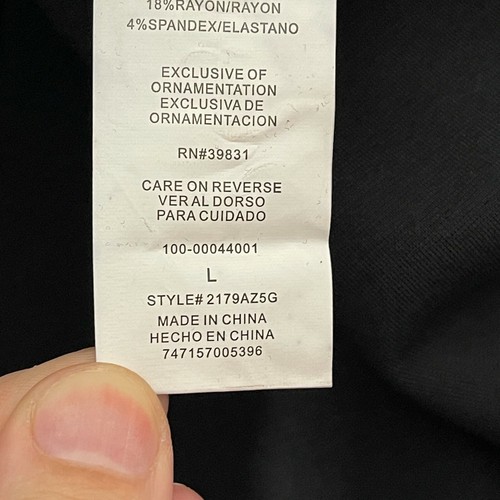 18%RAYON/RAYON
4%SPANDEX/ELASTANO
EXCLUSIVE OF
ORNAMENTATION
EXCLUSIVA DE
ORNAMENTACION
RN#39831
CARE ON REVERSE
VER AL DORSO
PARA CUIDADO
100-00044001
L
STYLE# 2179AZ5G
MADE IN CHINA
HECHO EN CHINA
747157005396